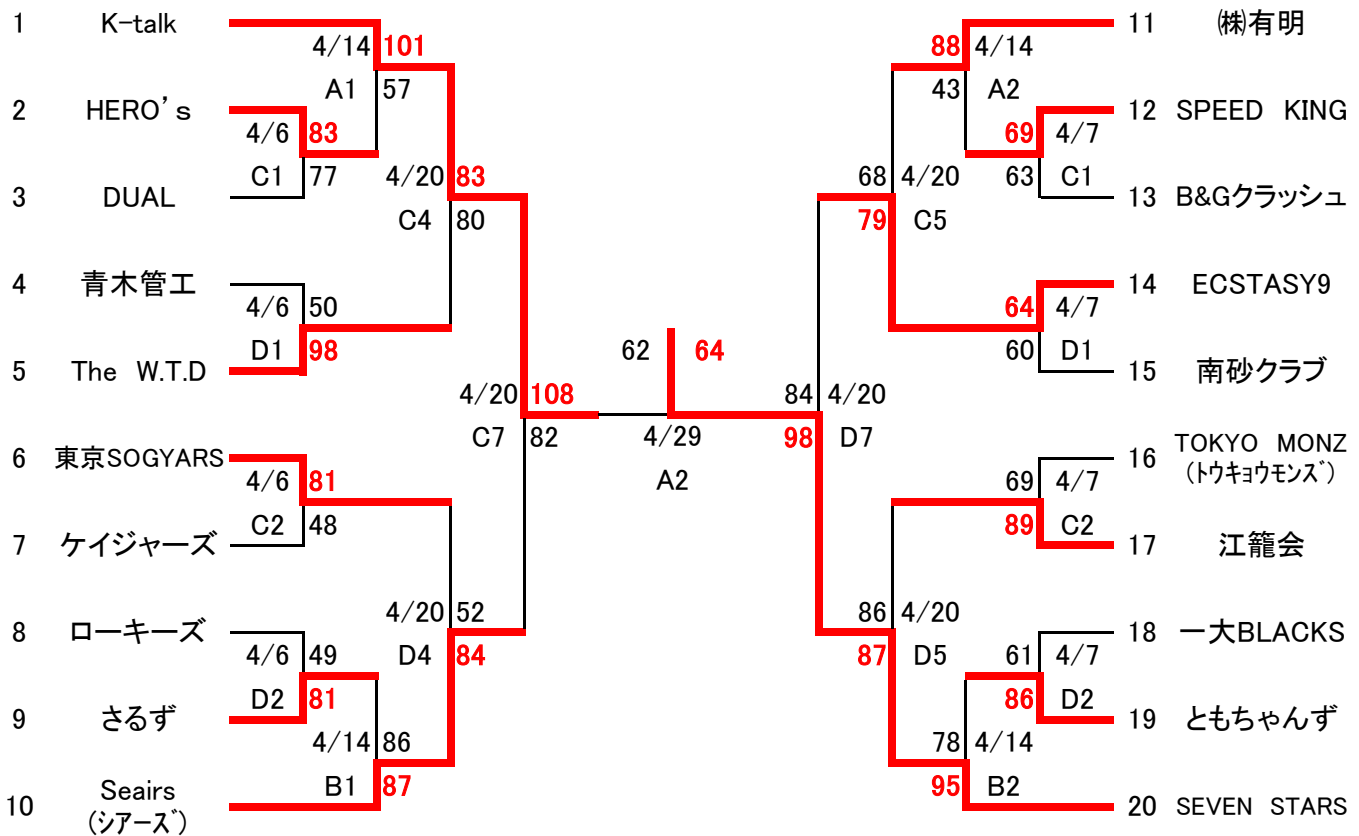 1 K-talk
4/14 101
A1 57
2 HERO’s
4/6 83
C1 77
3 DUAL
4/20 83
C4 80
4 青木管工
4/6 50
D1 98
5 The W.T.D
4/20 108
C7 82
6 東京SOGYARS
4/6 81
C2 48
7 ケイジャーズ
4/20 52
D4 84
8 ローキーズ
4/6 49
D2 81
9 さるず
4/14 86
B1 87
10 Seairs
(シアーズ)
62 64
4/29
A2
88 4/14
43 A2
11 ㈱有明
12 SPEED KING
69 4/7
63 C1
13 B&Gクラッシュ
68 4/20
79 C5
14 ECSTASY9
64 4/7
60 D1
15 南砂クラブ
84 4/20
98 D7
16 TOKYO MONZ
(トウキョウモンズ)
69 4/7
89 C2
17 江籠会
86 4/20
87 D5
18 一大BLACKS
61 4/7
86 D2
19 ともちゃんず
78 4/14
95 B2
20 SEVEN STARS